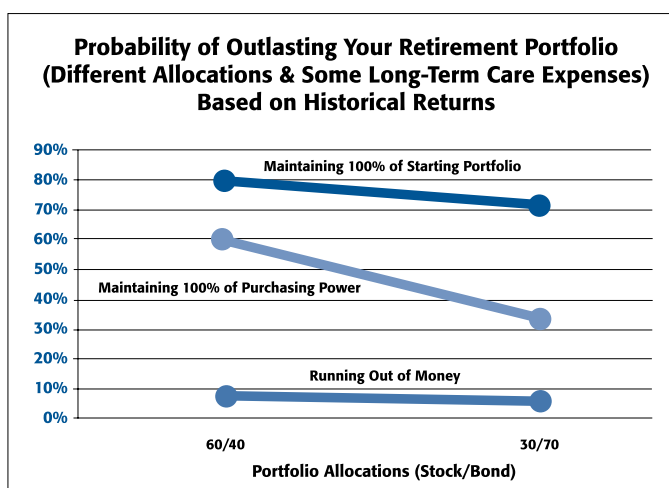 Probability of Outlasting Your Retirement Portfolio
(Different Allocations & Some Long-Term Care Expenses)
Based on Historical Returns
90%
Maintaining 100% of Starting Portfolio
80%
70%
60%
50%
Maintaining 100% of Purchasing Power
40%
30%
20%
Running Out of Money
10%
0%
60/40
30/70
Portfolio Allocations (Stock/Bond)